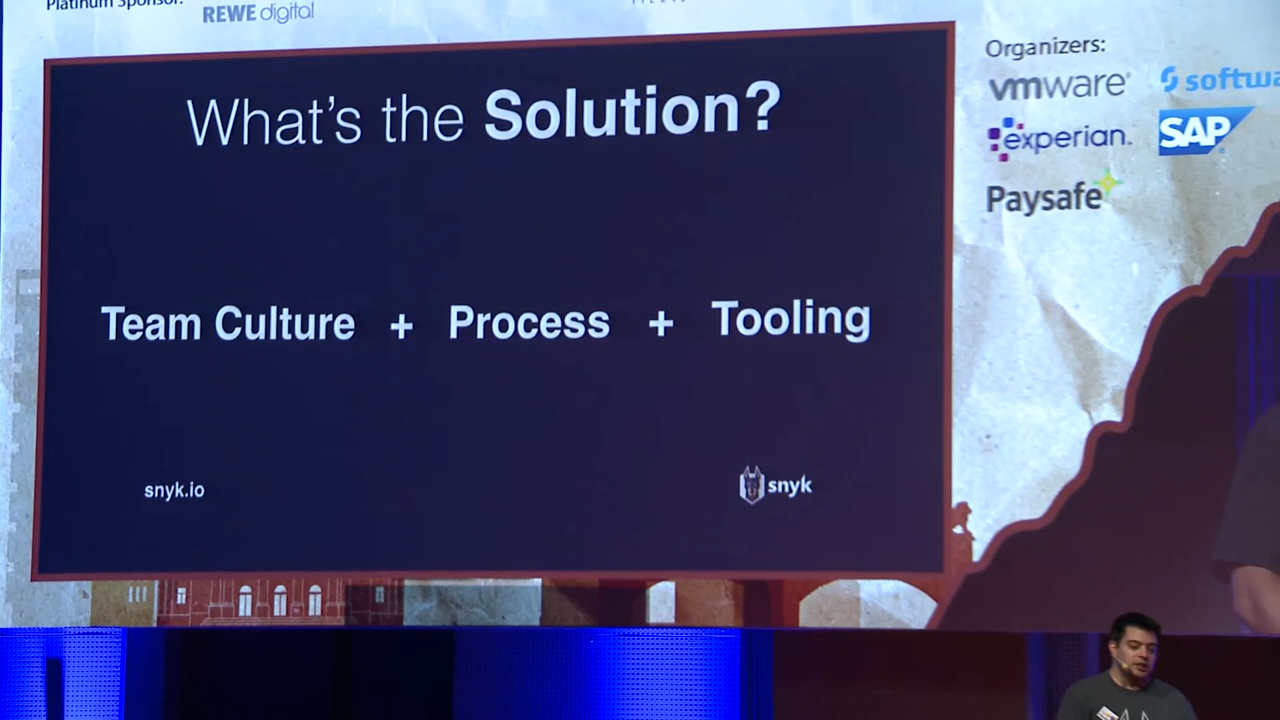 Platinum Sponsor:
REWE digital
What's the Solution?
Team Culture + Process + Tooling
snyk.io
snyk
Organizers:
vmware
experian.
SAP
Paysafe